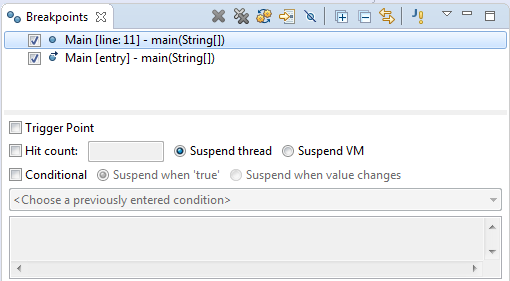 Breakpoints
Main [line: 11] - main(String[])
Main [entry] - main(String[])
Trigger Point
Hit count: Suspend thread Suspend VM
Conditional Suspend when 'true' Suspend when value changes
<Choose a previously entered condition>